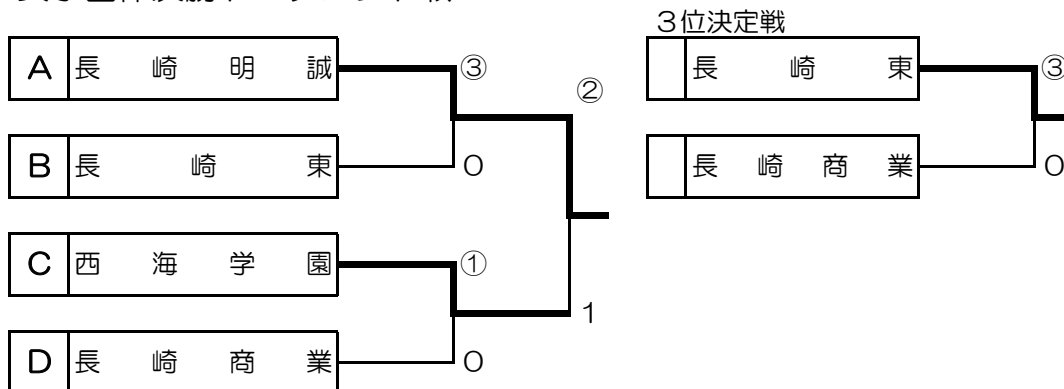 3位決定戦
A 長崎明誠 ③
②
B 長崎東 0
C 西海学園 ①
1
D 長崎商業 0
長崎東 ③
長崎商業 0